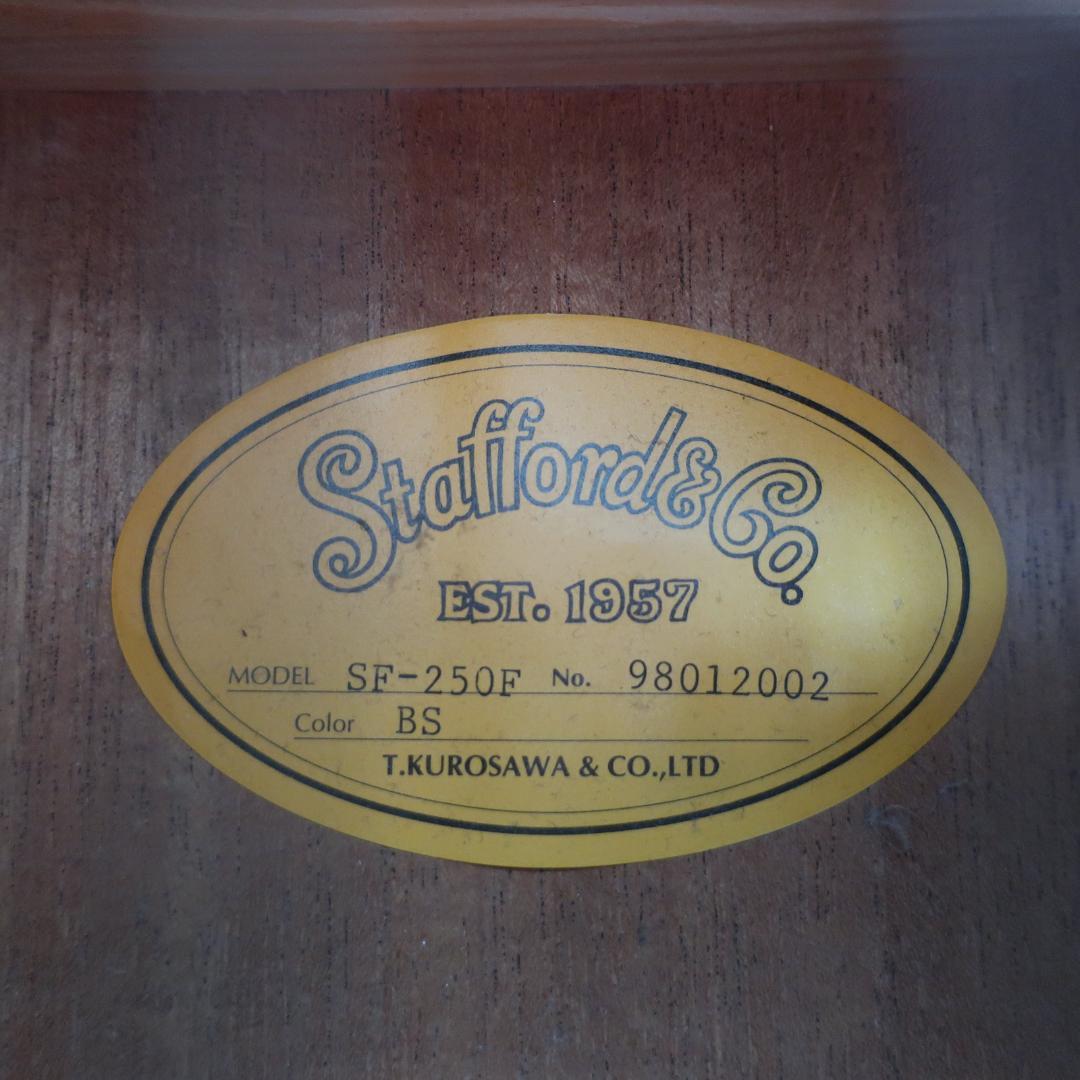 Stafford & Co.
EST. 1957
MODEL SF-250F No. 98012002
Color BS
T.KUROSAWA & CO.,LTD